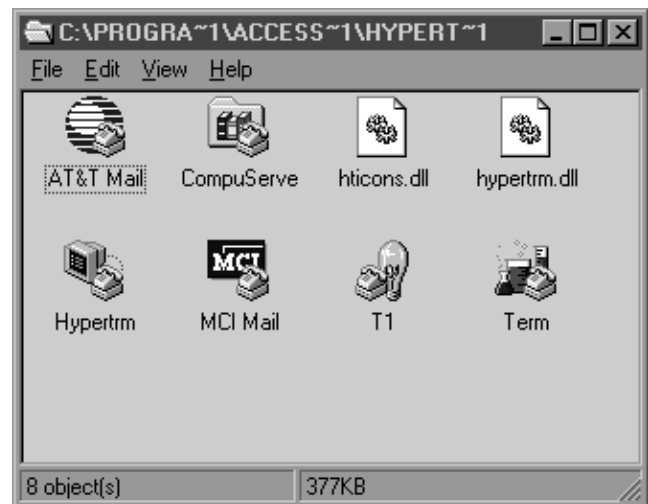 C:\PROGRA~1\ACCESS~1\HYPERT~1
File Edit View Help
MCI
AT&T Mail CompuServe hticons.dll hypertrm.dll
Hypertrm MCI Mail T1 Term
8 object(s) 377KB